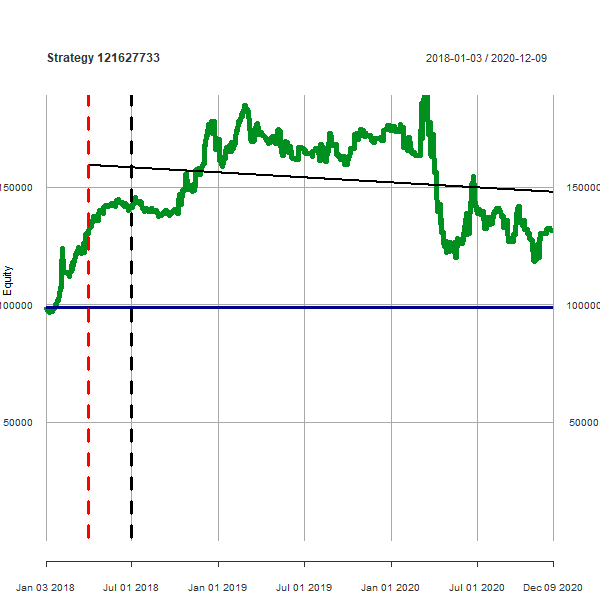 Strategy 121627733
2018-01-03 / 2020-12-09
150000
150000
Equity
100000
100000
50000
50000
Jan 03 2018
Jul 01 2018
Jan 01 2019
Jul 01 2019
Jan 01 2020
Jul 01 2020
Dec 09 2020